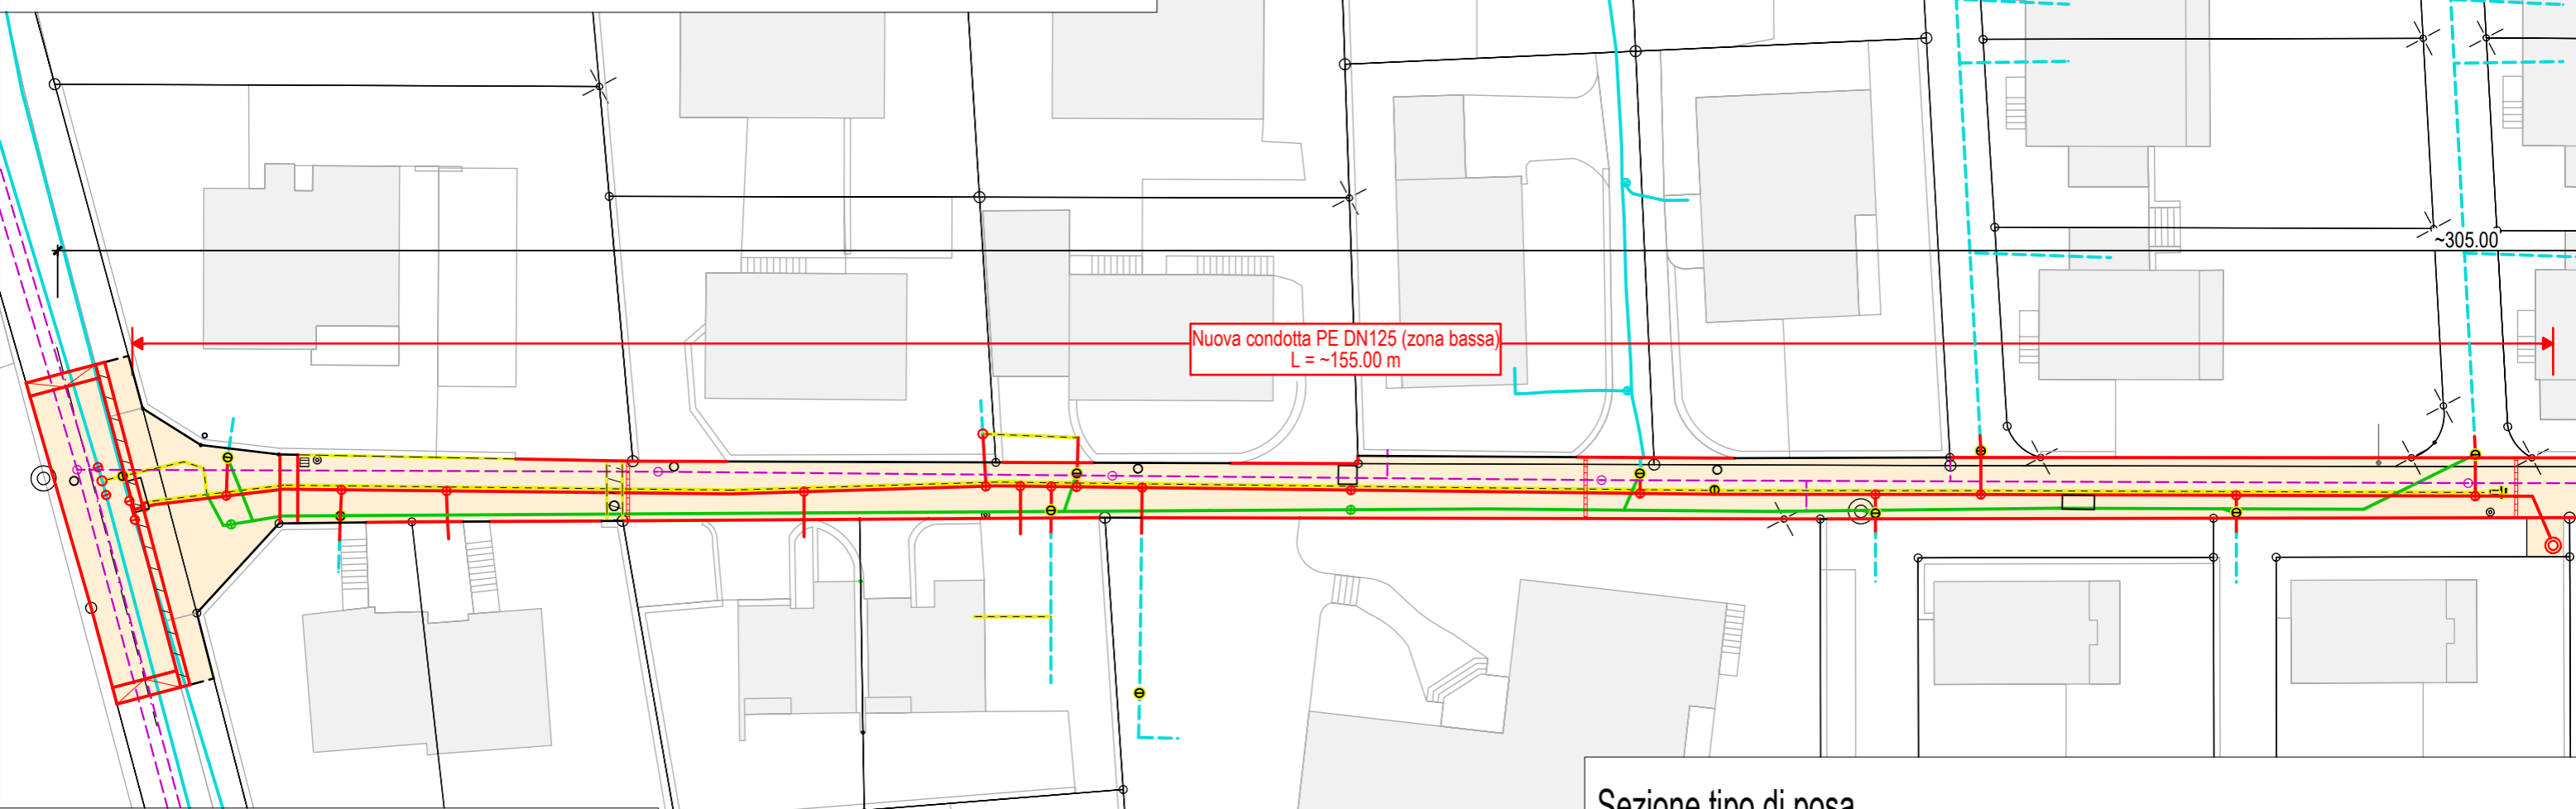 ~305.00
Nuova condotta PE DN125 (zona bassa)
L = ~155.00 m
Sezione tipo di posa